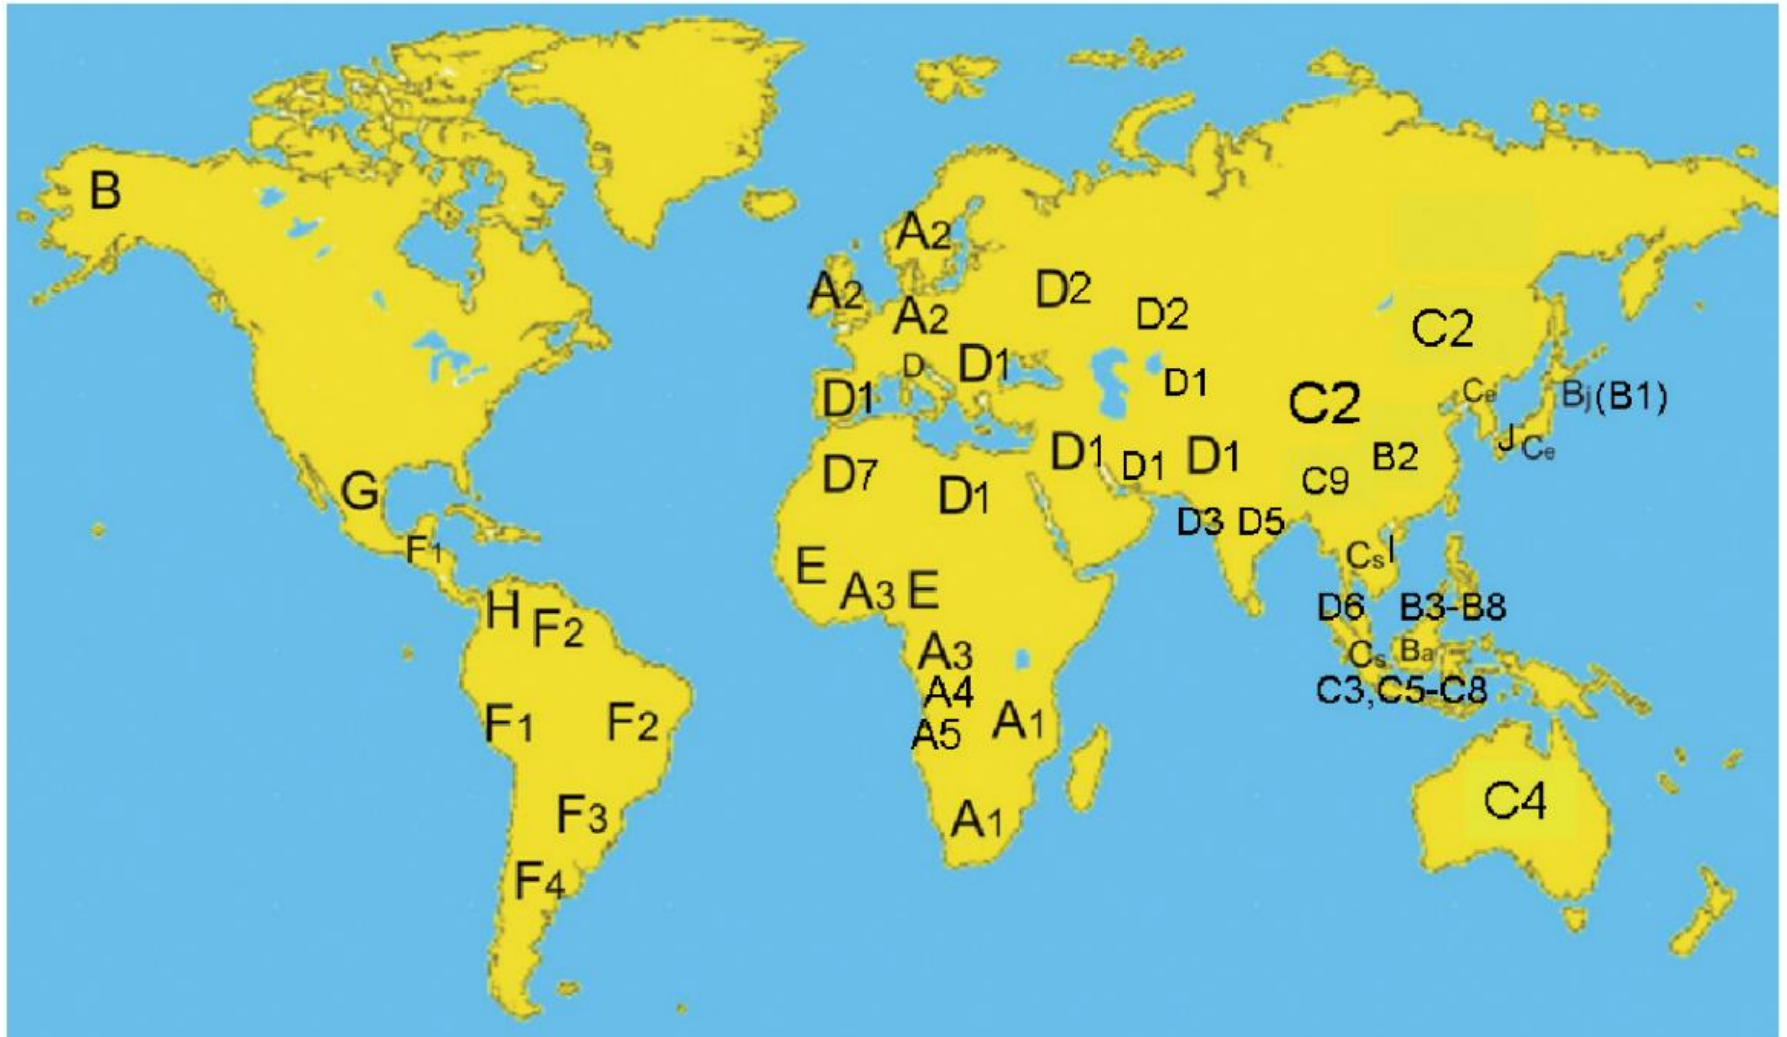 B
A2
A2
A2
D2
D2
C2
D
D1
D1
D1
C2
Ce
Bj(B1)
J
Ce
G
D7
D1
D1
D1
D1
C9
B2
D3
D5
F1
Cs
I
E
A3
E
D6
B3-B8
H
F2
A3
Cs
Ba
A4
C3,C5-C8
F1
F2
A5
A1
F3
A1
C4
F4